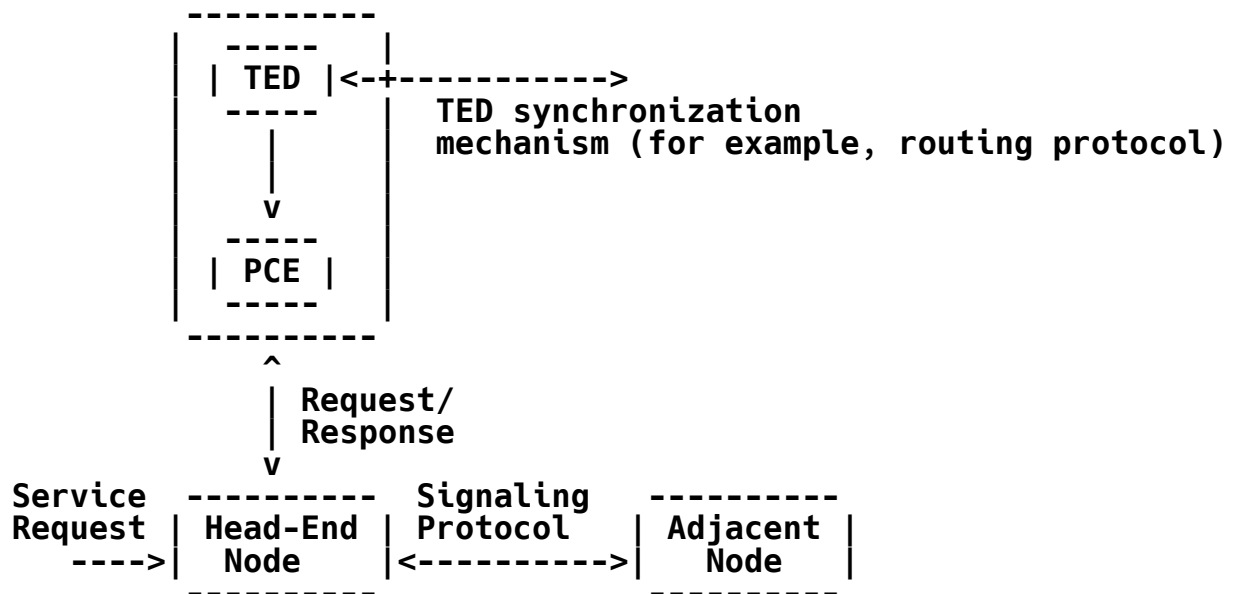 TED
TED synchronization
mechanism (for example, routing protocol)
PCE
Request/
Response
Service
Request
Head-End
Node
Signaling
Protocol
Adjacent
Node